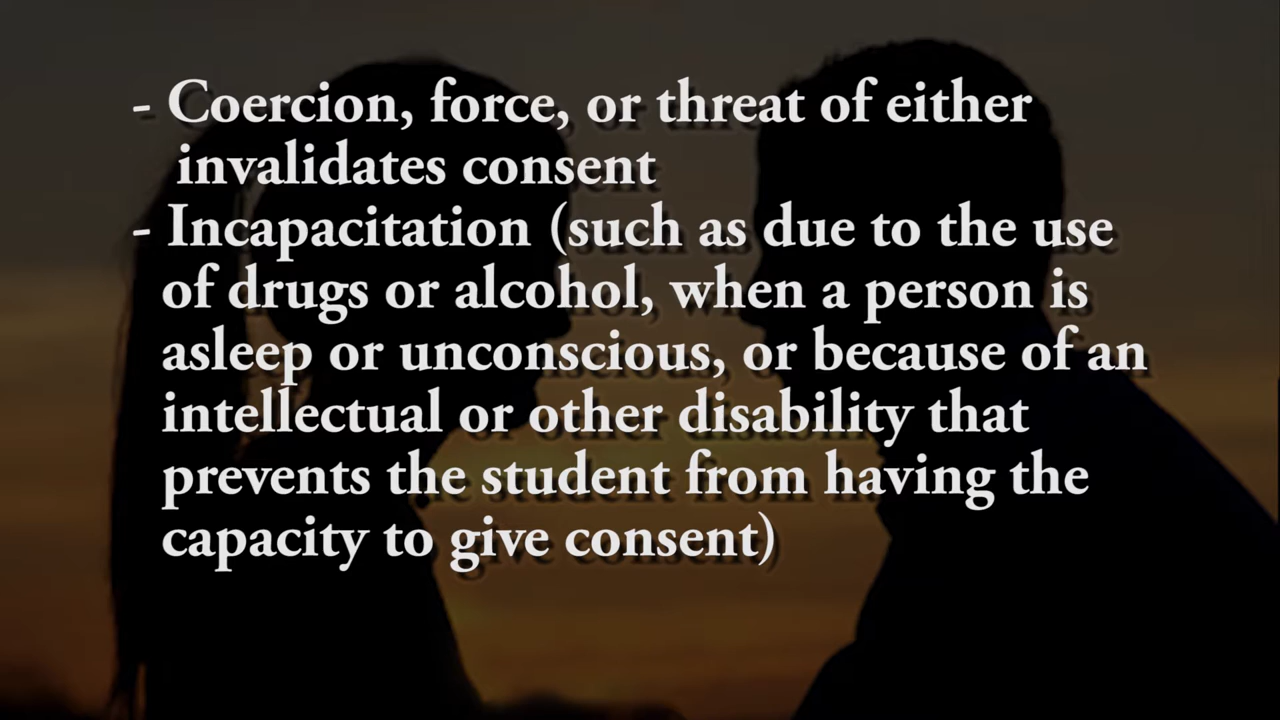 - Coercion, force, or threat of either
invalidates consent
- Incapacitation (such as due to the use
of drugs or alcohol, when a person is
asleep or unconscious, or because of an
intellectual or other disability that
prevents the student from having the
capacity to give consent)